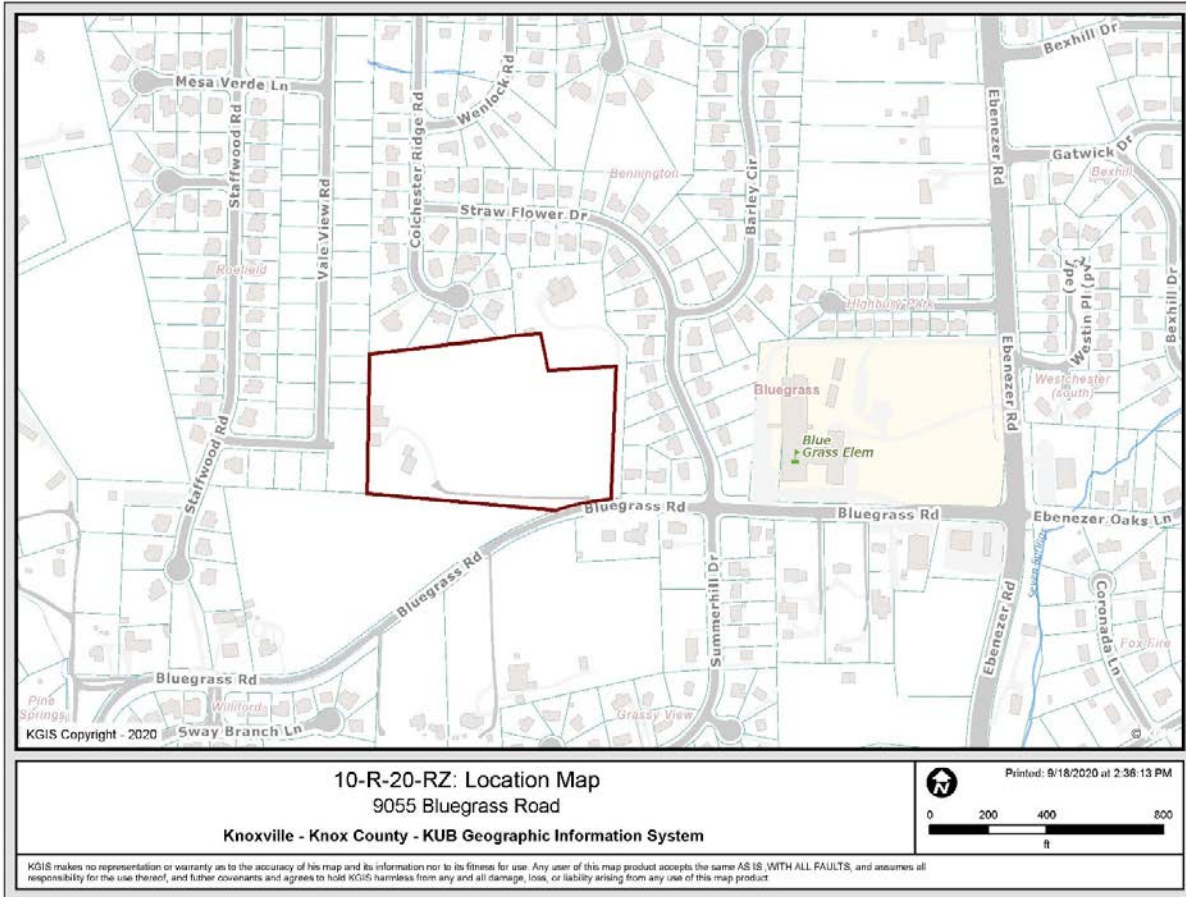 Bexhill Dr
Mesa Verde Ln
Staffwood Rd
Vale View Rd
Colchester Ridge Rd
Wenlock Rd
Barley Cir
Ebenezer Rd
Gatwick Dr
Bexhill
Bennington
Straw Flower Dr
Roefield
Highbury Park
Westin Pl (pvt
Bexhill Dr
Westchester
(south)
Ebenezer Rd
Bluegrass
Blue
Grass Elem
Staffwood Rd
Bluegrass Rd
Bluegrass Rd
Ebenezer Oaks Ln
Bluegrass Rd
Summerhill Dr
Ebenezer Rd
Coronada Ln
Fox Fire
Bluegrass Rd
Pine
Springs
Williford
Grassy View
Sway Branch Ln
KGIS Copyright - 2020
©
10-R-20-RZ: Location Map
9055 Bluegrass Road
Knoxville - Knox County - KUB Geographic Information System
N
Printed: 9/18/2020 at 2:36:13 PM
0 200 400 800
ft
KGIS makes no representation or warranty as to the accuracy of his map and its information nor to its fitness for use. Any user of this map product accepts the same AS IS ,WITH ALL FAULTS, and assumes all
responsibility for the use thereof, and futher covenants and agrees to hold KGIS harmless from any and all damage, loss, or liability arising from any use of this map product.